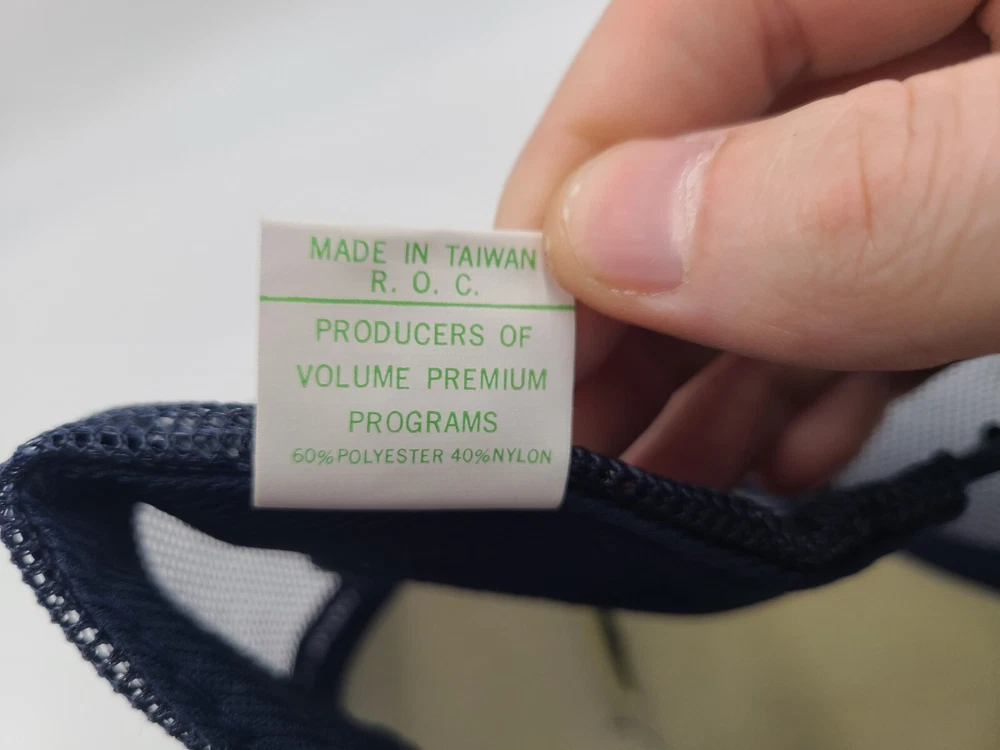 MADE IN TAIWAN
R. O. C.
PRODUCERS OF
VOLUME PREMIUM
PROGRAMS
60%POLYESTER 40%NYLON